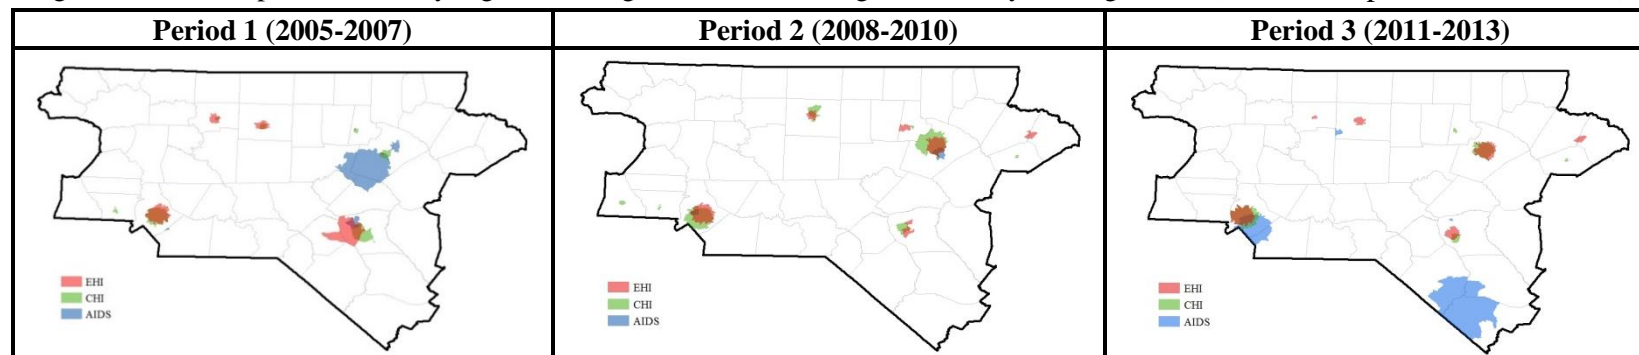 Period 1 (2005-2007)
Period 2 (2008-2010)
Period 3 (2011-2013)
EHI
CHI
AIDS
EHI
CHI
AIDS
EHI
CHI
AIDS